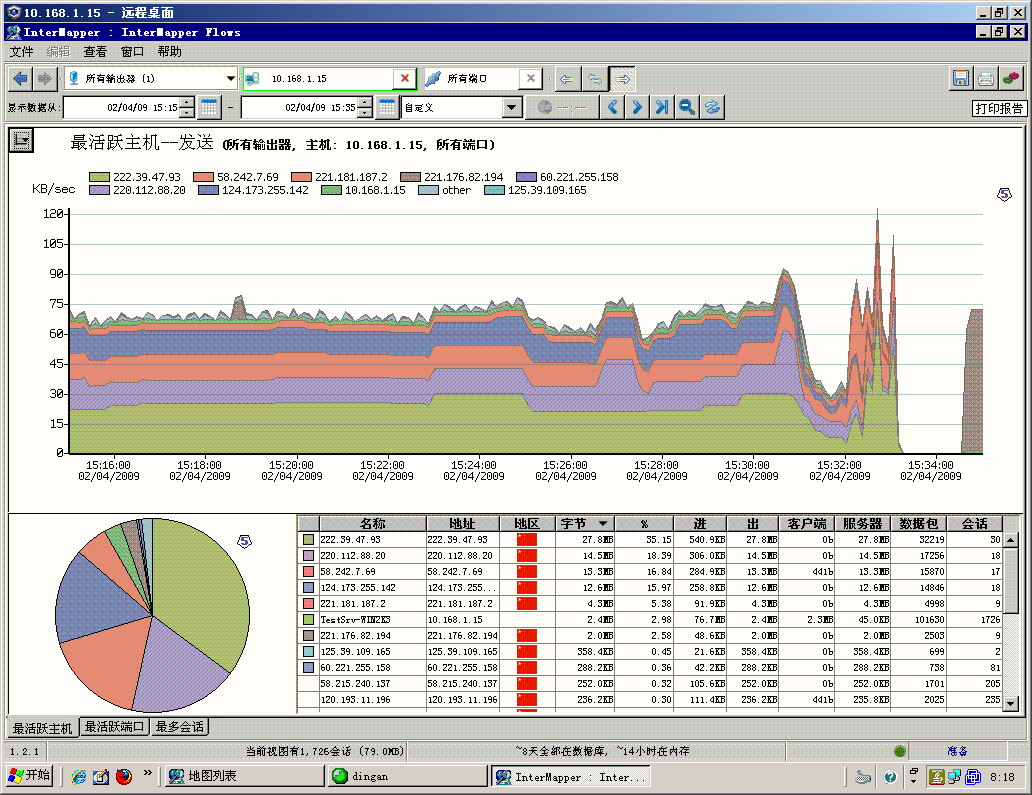 10.168.1.15 - 远程桌面
InterMapper : InterMapper Flows
文件 编辑 查看 窗口 帮助
所有输出器 (1) 10.168.1.15 所有端口
显示数据从: 02/04/09 15:15 - 02/04/09 15:35 自定义 --:-- 打印报告
最活跃主机--发送 (所有输出器, 主机: 10.168.1.15, 所有端口)
222.39.47.93 58.242.7.69 221.181.187.2 221.176.82.194 60.221.255.158
KB/sec 220.112.88.20 124.173.255.142 10.168.1.15 other 125.39.109.165
120
105
90
75
60
45
30
15
0
15:16:00 15:18:00 15:20:00 15:22:00 15:24:00 15:26:00 15:28:00 15:30:00 15:32:00 15:34:00
02/04/2009 02/04/2009 02/04/2009 02/04/2009 02/04/2009 02/04/2009 02/04/2009 02/04/2009 02/04/2009 02/04/2009
名称 地址 地区 字节 % 进 出 客户端 服务器 数据包 会话
222.39.47.93 222.39.47.93 27.8MB 35.15 540.9KB 27.8MB 0b 27.8MB 32219 30
220.112.88.20 220.112.88.20 14.5MB 18.39 306.0KB 14.5MB 0b 14.5MB 17256 18
58.242.7.69 58.242.7.69 13.3MB 16.84 284.9KB 13.3MB 441b 13.3MB 15870 17
124.173.255.142 124.173.255... 12.6MB 15.97 258.8KB 12.6MB 0b 12.6MB 14846 18
221.181.187.2 221.181.187.2 4.3MB 5.38 91.9KB 4.3MB 0b 4.3MB 4998 9
TestSrv-WIN2K3 10.168.1.15 2.4MB 2.98 76.7MB 2.4MB 2.3MB 45.0KB 101630 1726
221.176.82.194 221.176.82.194 2.0MB 2.58 48.6KB 2.0MB 0b 2.0MB 2503 9
125.39.109.165 125.39.109.165 358.4KB 0.45 21.6KB 358.4KB 0b 358.4KB 699 2
60.221.255.158 60.221.255.158 288.2KB 0.36 42.2KB 288.2KB 0b 288.2KB 738 81
58.215.240.137 58.215.240.137 252.0KB 0.32 105.6KB 252.0KB 0b 252.0KB 1701 205
120.193.11.196 120.193.11.196 236.2KB 0.30 111.4KB 236.2KB 441b 235.8KB 2025 235
最活跃主机 最活跃端口 最多会话
1.2.1 当前视图有1,726会话 (79.0MB) ~8天全部在数据库, ~14小时在内存 准备
开始 » 地图列表 dingan InterMapper : Inter... 8:18